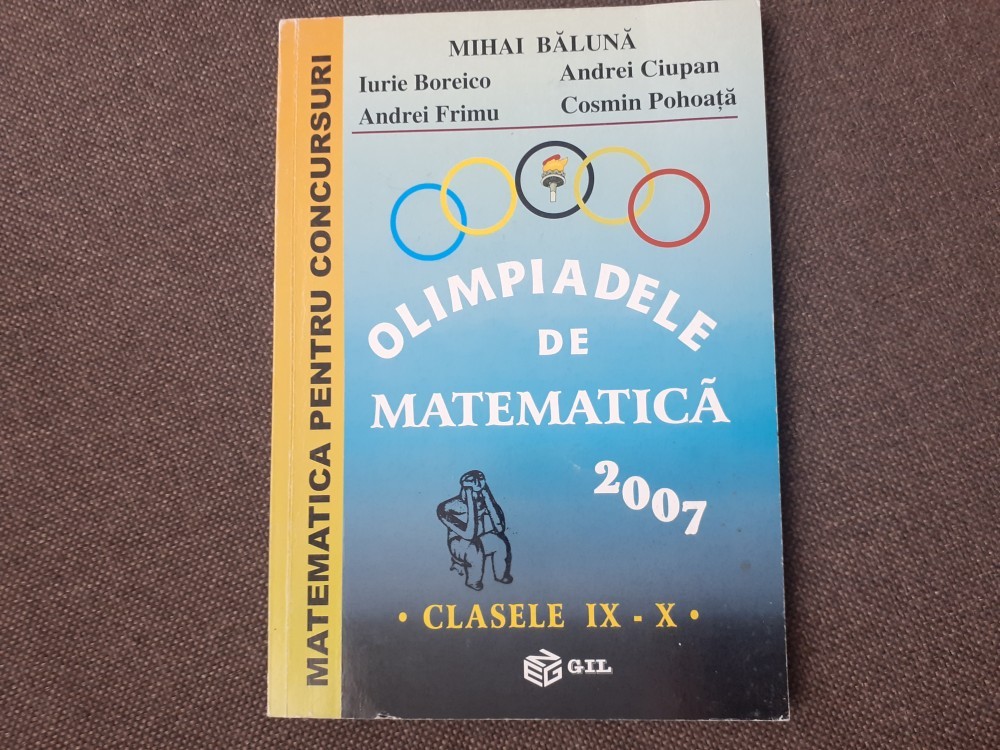 MIHAI BĂLUNĂ
Iurie Boreico
Andrei Ciupan
Andrei Frimu
Cosmin Pohoață
OLIMPIADELE
DE
MATEMATICĂ
2007
• CLASELE IX - X •
GIL
MATEMATICA PENTRU CONCURSURI